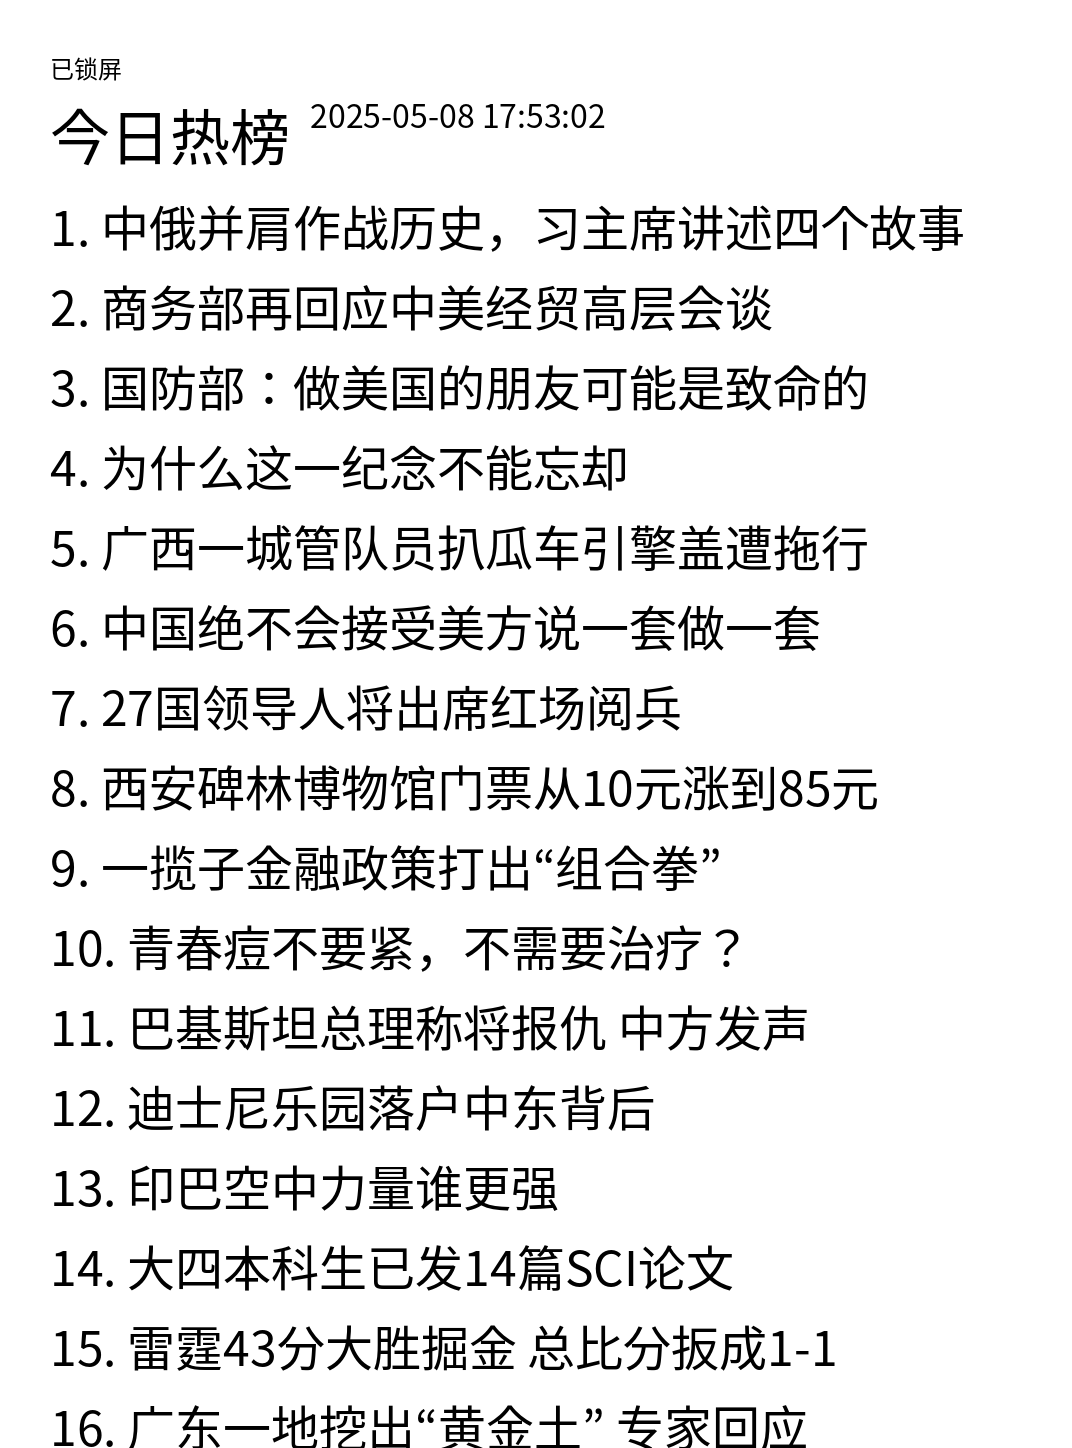 已锁屏
今日热榜 2025-05-08 17:53:02
1. 中俄并肩作战历史，习主席讲述四个故事
2. 商务部再回应中美经贸高层会谈
3. 国防部：做美国的朋友可能是致命的
4. 为什么这一纪念不能忘却
5. 广西一城管队员扒瓜车引擎盖遭拖行
6. 中国绝不会接受美方说一套做一套
7. 27国领导人将出席红场阅兵
8. 西安碑林博物馆门票从10元涨到85元
9. 一揽子金融政策打出“组合拳”
10. 青春痘不要紧，不需要治疗？
11. 巴基斯坦总理称将报仇 中方发声
12. 迪士尼乐园落户中东背后
13. 印巴空中力量谁更强
14. 大四本科生已发14篇SCI论文
15. 雷霆43分大胜掘金 总比分扳成1-1
16. 广东一地挖出“黄金土” 专家回应